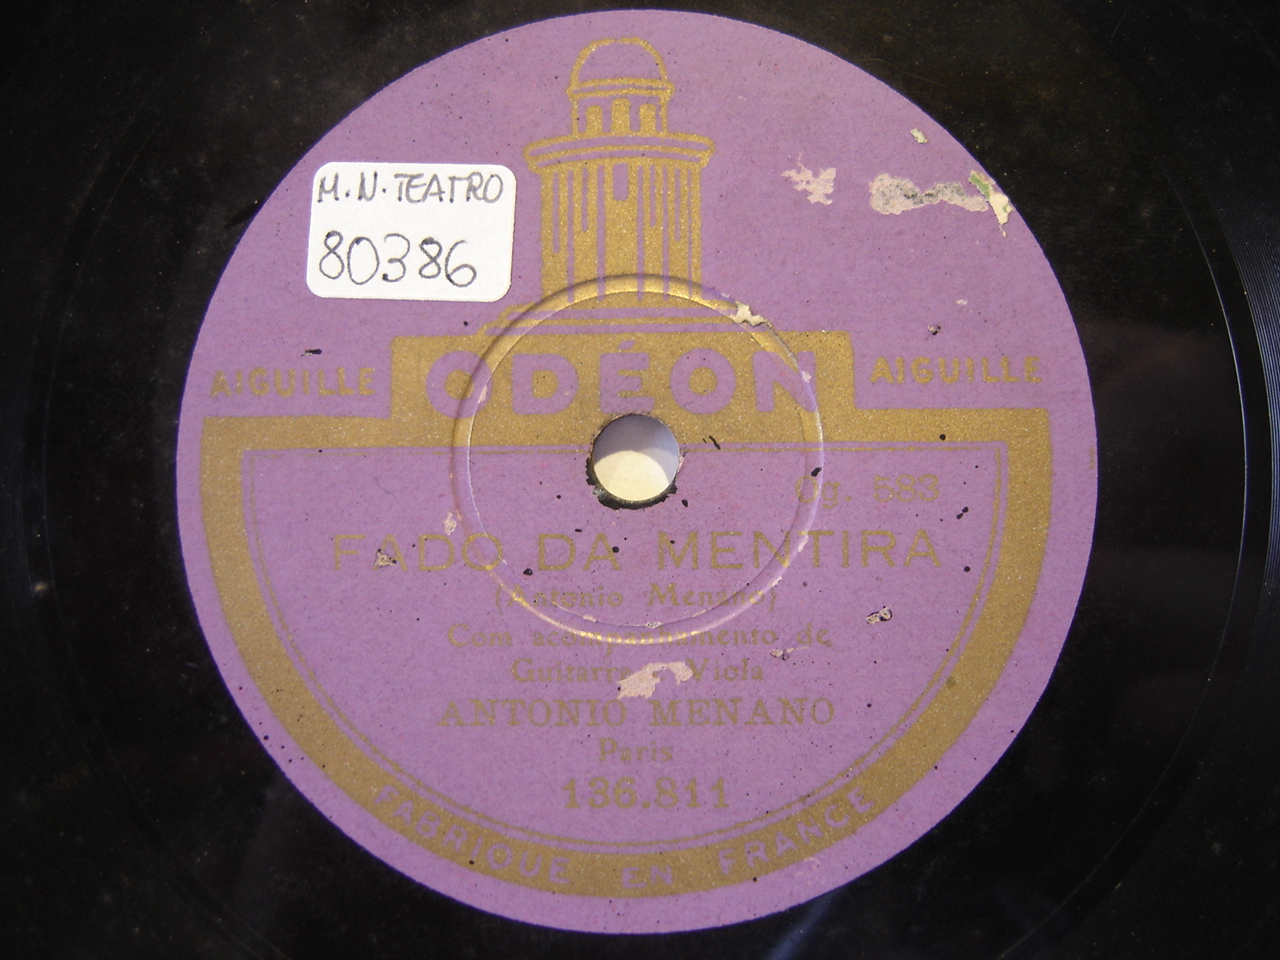 M.N.TEATRO
80386
ODÉON
AIGUILLE AIGUILLE
Og. 583
FADO DA MENTIRA
(Antonio Menano)
Com acompanhamento de
Guitarra e Viola
ANTONIO MENANO
Paris
136.811
FABRIQUE EN FRANCE